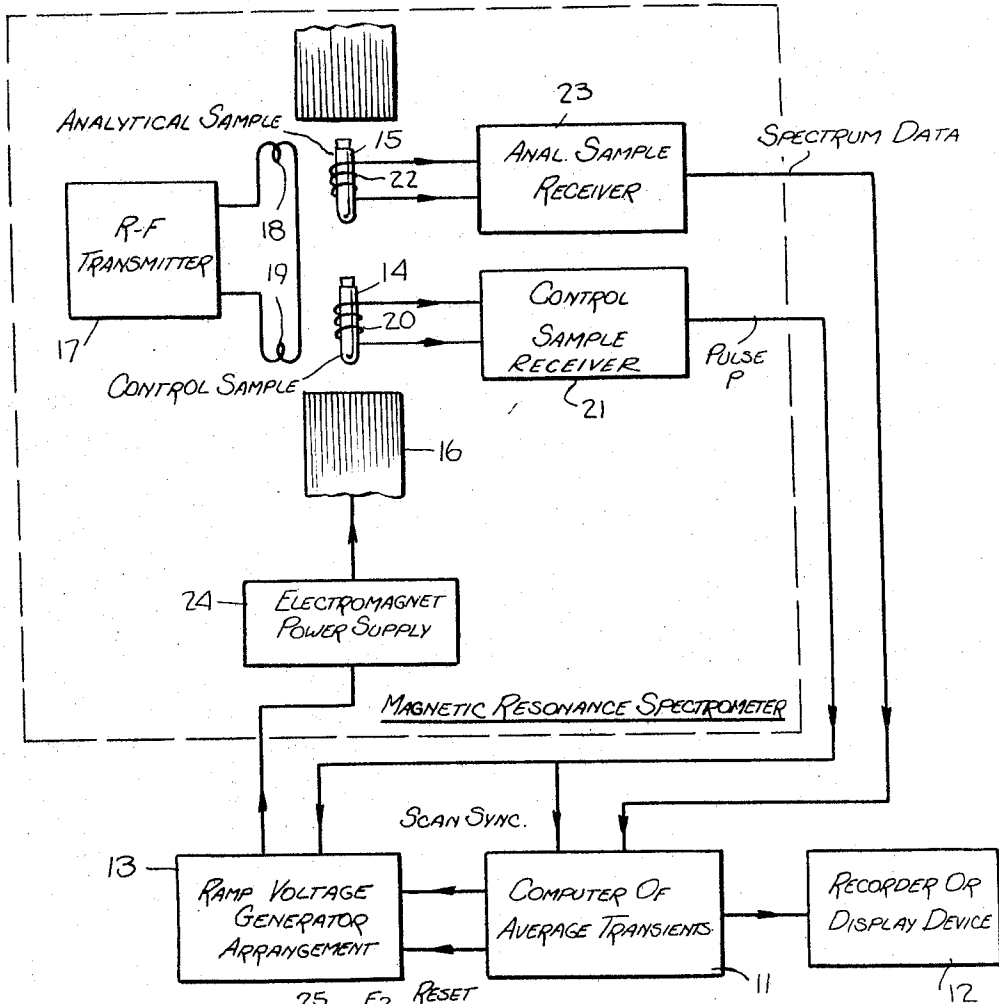 23
ANALYTICAL SAMPLE
SPECTRUM DATA
15
ANAL. SAMPLE
RECEIVER
22
R-F
TRANSMITTER
18
19
14
CONTROL
SAMPLE
RECEIVER
20
17
PULSE
P
CONTROL SAMPLE
21
16
24
ELECTROMAGNET
POWER SUPPLY
MAGNETIC RESONANCE SPECTROMETER
SCAN SYNC.
13
RAMP VOLTAGE
GENERATOR
ARRANGEMENT
COMPUTER OF
AVERAGE TRANSIENTS
RECORDER OR
DISPLAY DEVICE
11
12
RESET
25